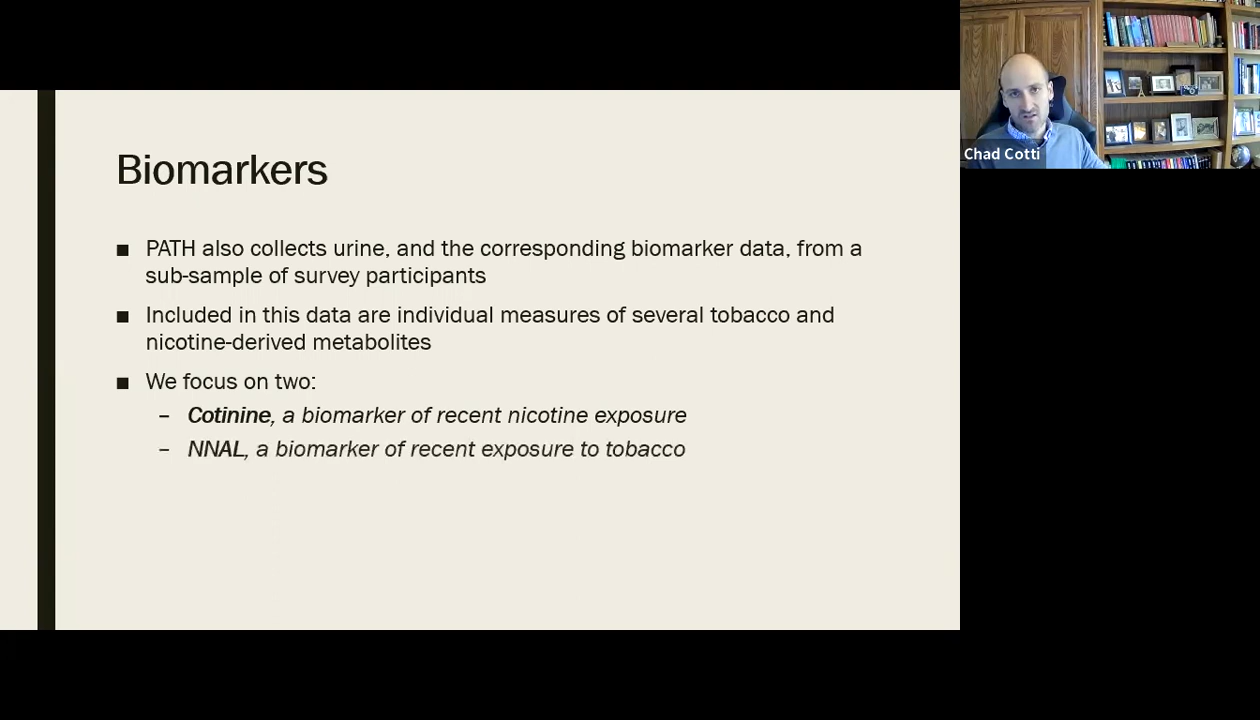 Biomarkers
■ PATH also collects urine, and the corresponding biomarker data, from a
sub-sample of survey participants
■ Included in this data are individual measures of several tobacco and
nicotine-derived metabolites
■ We focus on two:
– Cotinine, a biomarker of recent nicotine exposure
– NNAL, a biomarker of recent exposure to tobacco
Chad Cotti